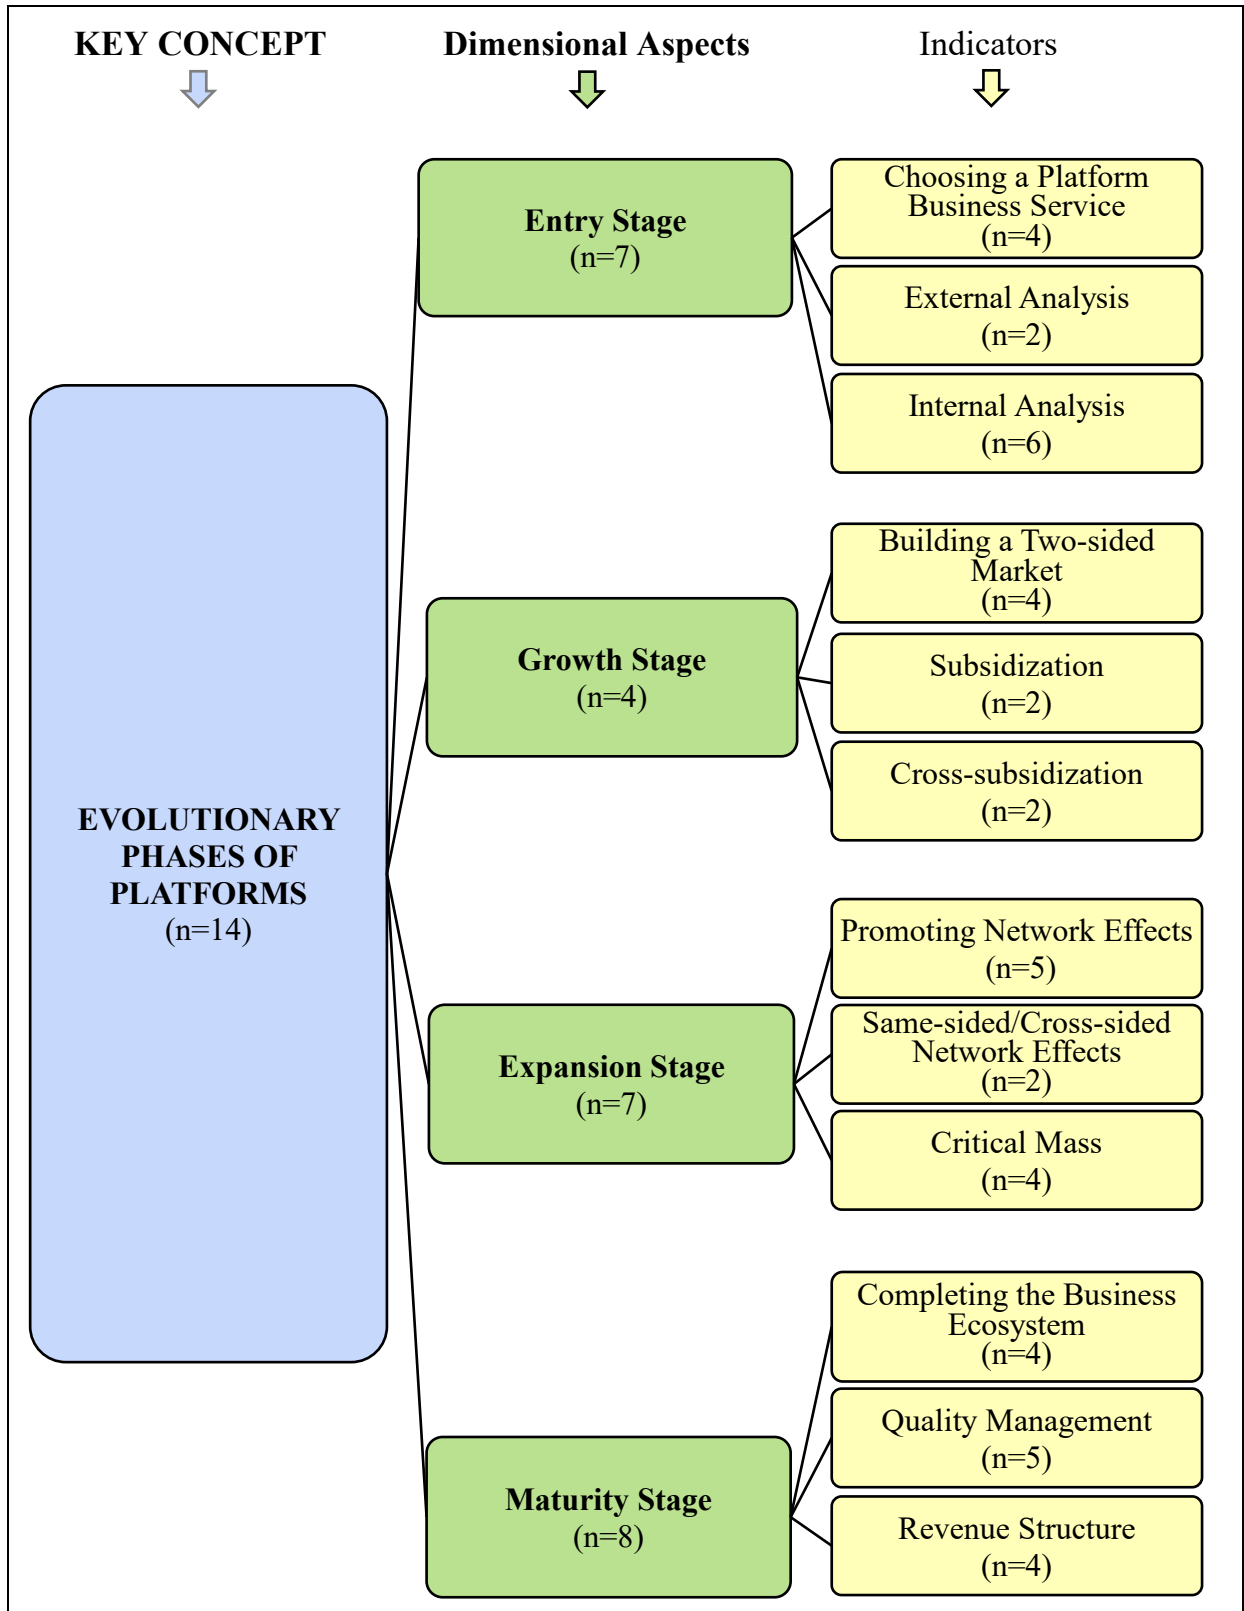 KEY CONCEPT
Dimensional Aspects
Indicators
EVOLUTIONARY
PHASES OF
PLATFORMS
(n=14)
Entry Stage
(n=7)
Choosing a Platform
Business Service
(n=4)
External Analysis
(n=2)
Internal Analysis
(n=6)
Growth Stage
(n=4)
Building a Two-sided
Market
(n=4)
Subsidization
(n=2)
Cross-subsidization
(n=2)
Expansion Stage
(n=7)
Promoting Network Effects
(n=5)
Same-sided/Cross-sided
Network Effects
(n=2)
Critical Mass
(n=4)
Maturity Stage
(n=8)
Completing the Business
Ecosystem
(n=4)
Quality Management
(n=5)
Revenue Structure
(n=4)